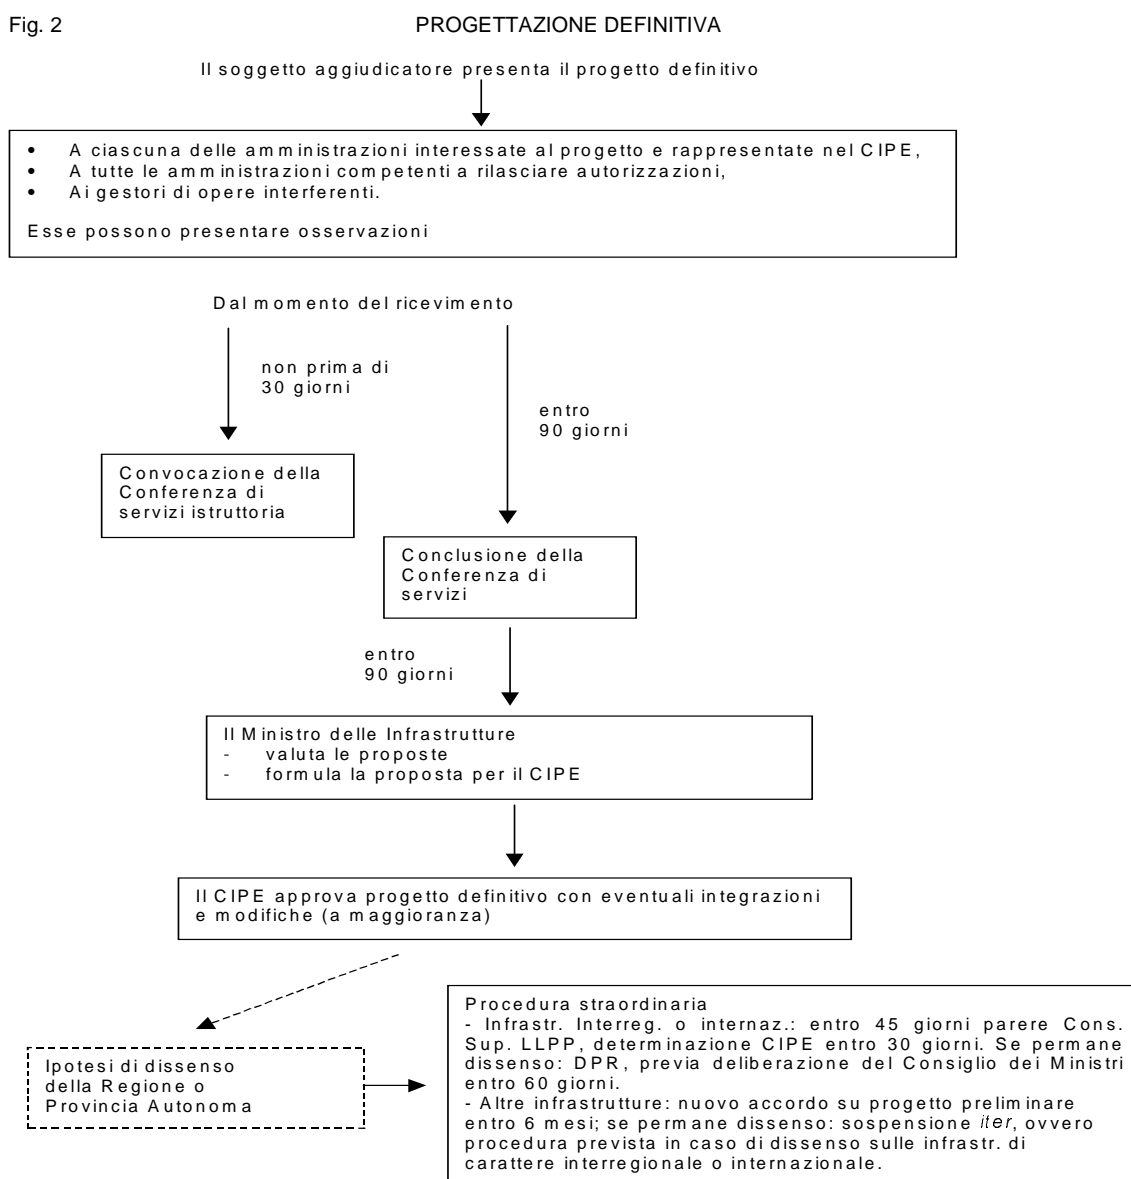 Fig. 2
PROGETTAZIONE DEFINITIVA
Il soggetto aggiudicatore presenta il progetto definitivo
• A ciascuna delle amministrazioni interessate al progetto e rappresentate nel CIPE,
• A tutte le amministrazioni competenti a rilasciare autorizzazioni,
• Ai gestori di opere interferenti.
Esse possono presentare osservazioni
Dal momento del ricevimento
non prima di
30 giorni
entro
90 giorni
Convocazione della
Conferenza di
servizi istruttoria
Conclusione della
Conferenza di
servizi
entro
90 giorni
Il Ministro delle Infrastrutture
- valuta le proposte
- formula la proposta per il CIPE
Il CIPE approva progetto definitivo con eventuali integrazioni
e modifiche (a maggioranza)
Ipotesi di dissenso
della Regione o
Provincia Autonoma
Procedura straordinaria
- Infrastr. Interreg. o internaz.: entro 45 giorni parere Cons.
Sup. LLPP, determinazione CIPE entro 30 giorni. Se permane
dissenso: DPR, previa deliberazione del Consiglio dei Ministri
entro 60 giorni.
- Altre infrastrutture: nuovo accordo su progetto preliminare
entro 6 mesi; se permane dissenso: sospensione iter, ovvero
procedura prevista in caso di dissenso sulle infrastr. di
carattere interregionale o internazionale.